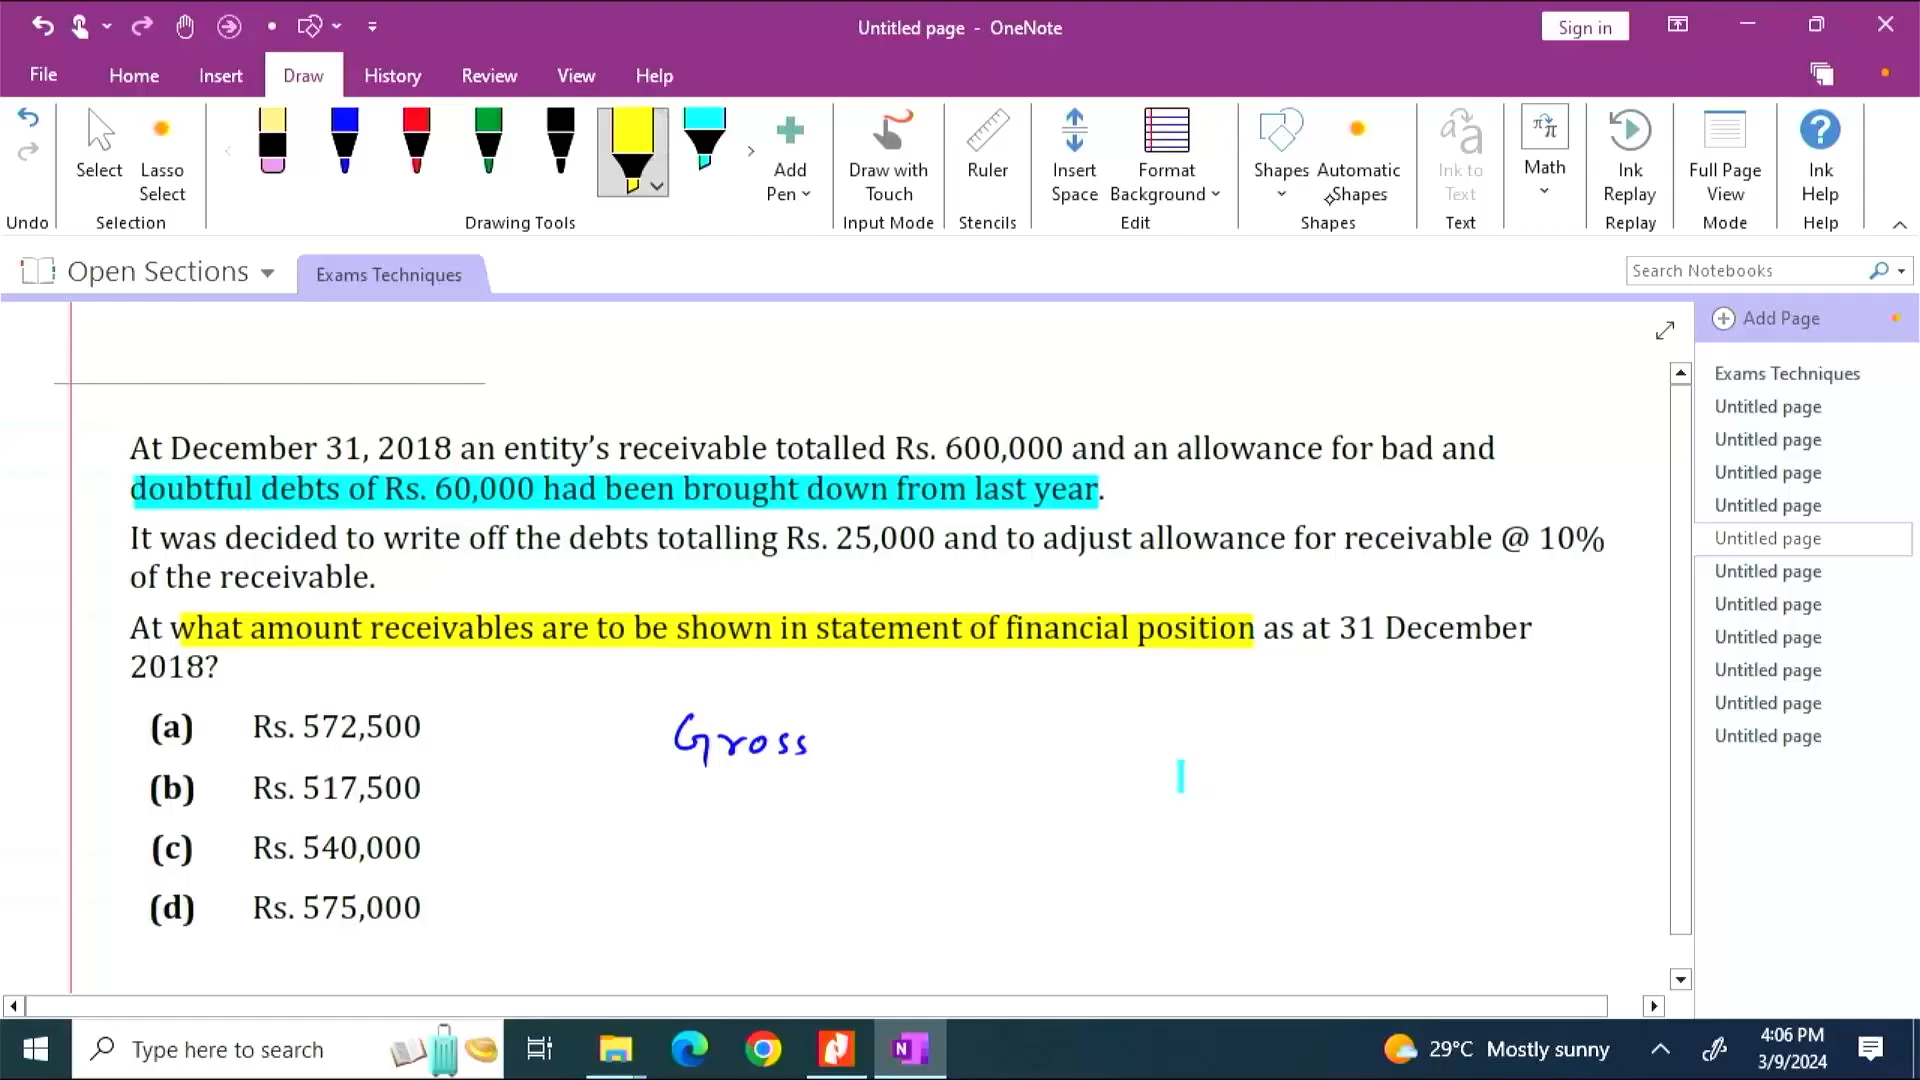 Untitled page - OneNote
Sign in
File Home Insert Draw History Review View Help
Select Lasso Select Add Pen Draw with Touch Ruler Insert Space Format Background Shapes Automatic Shapes Ink to Text Math Ink Replay Full Page View Ink Help
Undo Selection Drawing Tools Input Mode Stencils Edit Shapes Text Replay Mode Help
Open Sections Exams Techniques Search Notebooks
Add Page
Exams Techniques
Untitled page
Untitled page
Untitled page
Untitled page
Untitled page
Untitled page
Untitled page
Untitled page
Untitled page
Untitled page
Untitled page
At December 31, 2018 an entity's receivable totalled Rs. 600,000 and an allowance for bad and
doubtful debts of Rs. 60,000 had been brought down from last year.
It was decided to write off the debts totalling Rs. 25,000 and to adjust allowance for receivable @ 10%
of the receivable.
At what amount receivables are to be shown in statement of financial position as at 31 December
2018?
(a) Rs. 572,500
Gross
(b) Rs. 517,500
(c) Rs. 540,000
(d) Rs. 575,000
Type here to search
29°C Mostly sunny
4:06 PM
3/9/2024